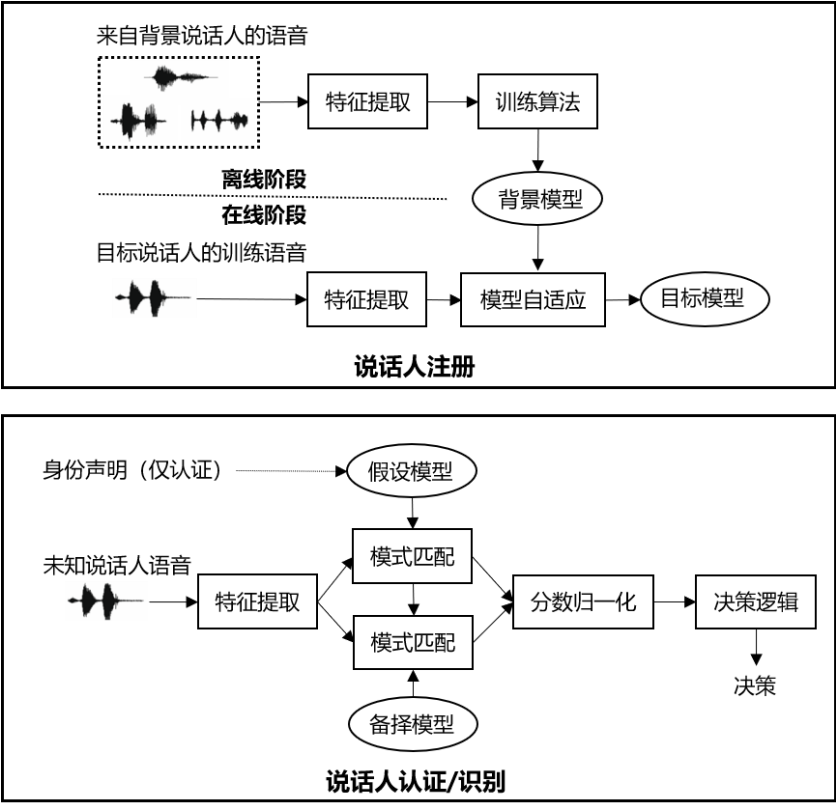 来自背景说话人的语音
特征提取
训练算法
离线阶段
背景模型
在线阶段
目标说话人的训练语音
特征提取
模型自适应
目标模型
说话人注册
身份声明（仅认证）
假设模型
模式匹配
未知说话人语音
特征提取
分数归一化
决策逻辑
模式匹配
决策
备择模型
说话人认证/识别